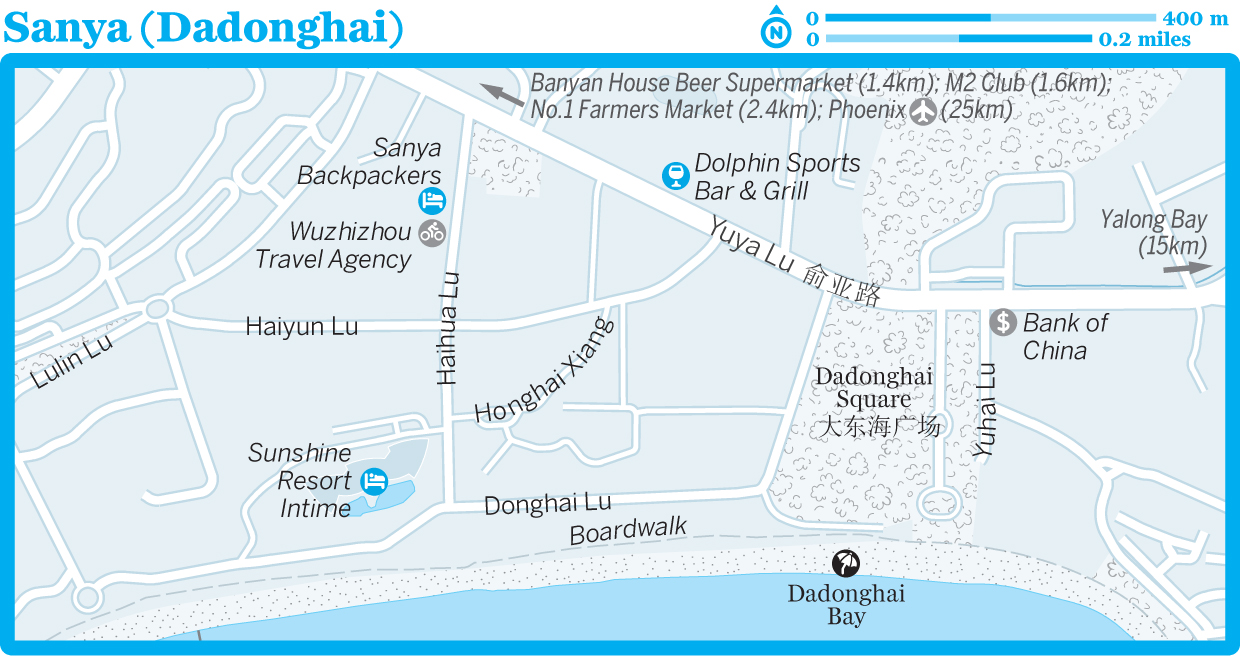 Sanya (Dadonghai)
N
0 400 m
0 0.2 miles
Banyan House Beer Supermarket (1.4km); M2 Club (1.6km);
No.1 Farmers Market (2.4km); Phoenix (25km)
Sanya
Backpackers
Dolphin Sports
Bar & Grill
Wuzhizhou
Travel Agency
Yalong Bay
(15km)
Yuya Lu 俞亚路
Haihua Lu
Haiyun Lu
Lulin Lu
Honghai Xiang
$
Bank of
China
Dadonghai
Square
大东海广场
Yuhai Lu
Sunshine
Resort
Intime
Donghai Lu
Boardwalk
Dadonghai
Bay